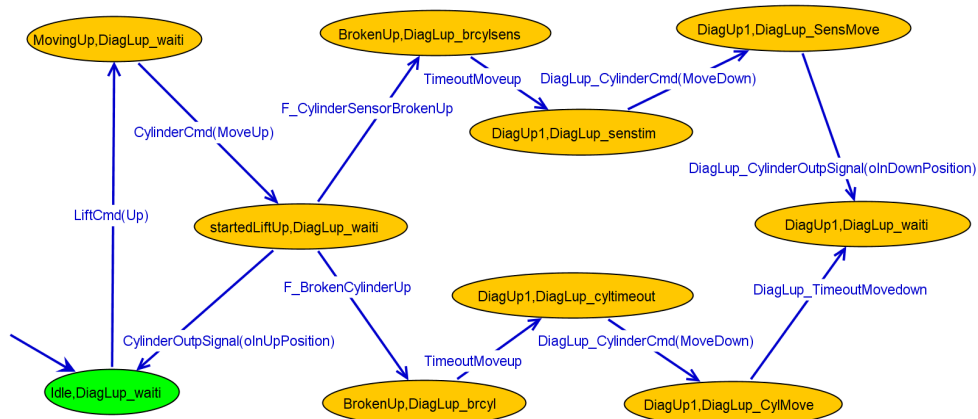 MovingUp,DiagLup_waiti
BrokenUp,DiagLup_brcylsens
DiagUp1,DiagLup_SensMove
TimeoutMoveup
DiagLup_CylinderCmd(MoveDown)
F_CylinderSensorBrokenUp
CylinderCmd(MoveUp)
DiagUp1,DiagLup_senstim
DiagLup_CylinderOutpSignal(oInDownPosition)
LiftCmd(Up)
startedLiftUp,DiagLup_waiti
DiagUp1,DiagLup_waiti
F_BrokenCylinderUp
DiagUp1,DiagLup_cyltimeout
DiagLup_TimeoutMovedown
CylinderOutpSignal(oInUpPosition)
DiagLup_CylinderCmd(MoveDown)
TimeoutMoveup
Idle,DiagLup_waiti
BrokenUp,DiagLup_brcyl
DiagUp1,DiagLup_CylMove